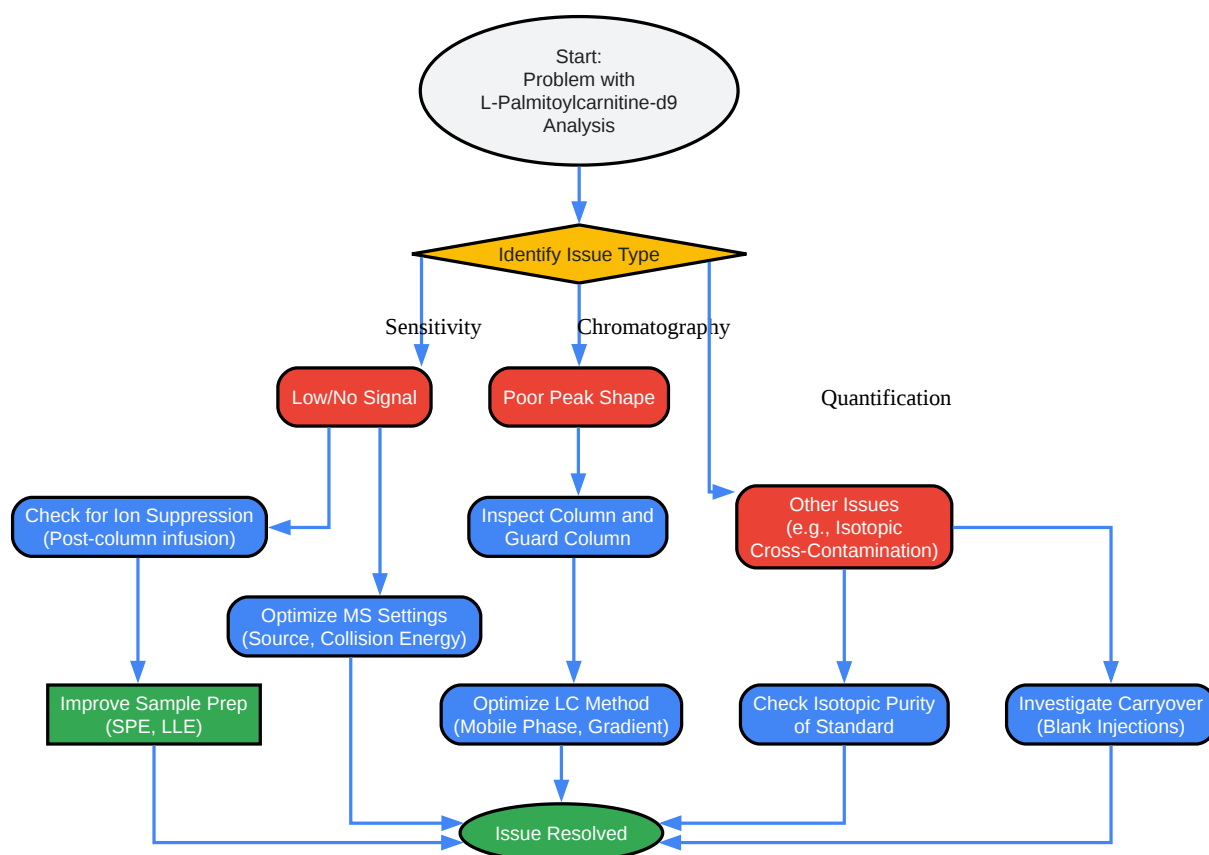 Start:
Problem with
L-Palmitoylcarnitine-d9
Analysis
Identify Issue Type
Sensitivity
Chromatography
Quantification
Low/No Signal
Poor Peak Shape
Other Issues
(e.g., Isotopic
Cross-Contamination)
Check for Ion Suppression
(Post-column infusion)
Inspect Column and
Guard Column
Optimize MS Settings
(Source, Collision Energy)
Improve Sample Prep
(SPE, LLE)
Optimize LC Method
(Mobile Phase, Gradient)
Check Isotopic Purity
of Standard
Investigate Carryover
(Blank Injections)
Issue Resolved